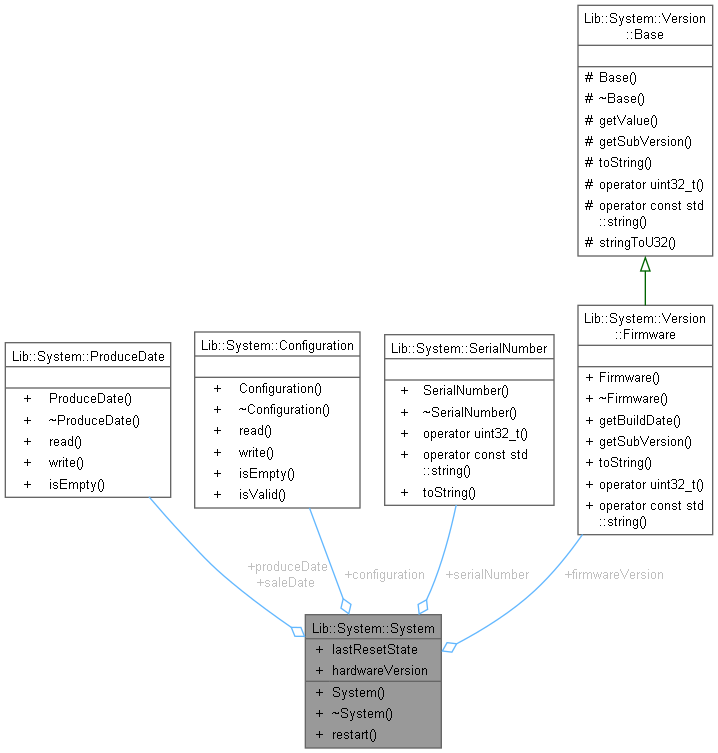 Lib::System::Version
::Base
# Base()
# ~Base()
# getValue()
# getSubVersion()
# toString()
# operator uint32_t()
# operator const std
::string()
# stringToU32()
Lib::System::Version
::Firmware
+ Firmware()
+ ~Firmware()
+ getBuildDate()
+ getSubVersion()
+ toString()
+ operator uint32_t()
+ operator const std
::string()
Lib::System::ProduceDate
+ ProduceDate()
+ ~ProduceDate()
+ read()
+ write()
+ isEmpty()
Lib::System::Configuration
+ Configuration()
+ ~Configuration()
+ read()
+ write()
+ isEmpty()
+ isValid()
Lib::System::SerialNumber
+ SerialNumber()
+ ~SerialNumber()
+ operator uint32_t()
+ operator const std
::string()
+ toString()
+produceDate
+saleDate
+configuration
+serialNumber
+firmwareVersion
Lib::System::System
+ lastResetState
+ hardwareVersion
+ System()
+ ~System()
+ restart()